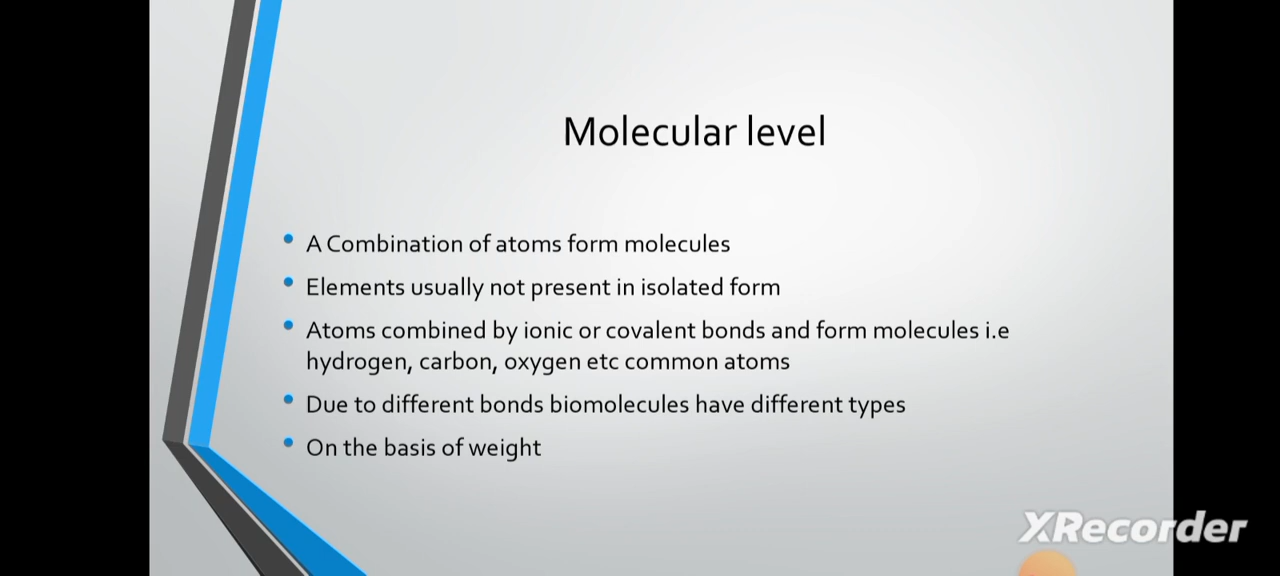 Molecular level
• A Combination of atoms form molecules
• Elements usually not present in isolated form
• Atoms combined by ionic or covalent bonds and form molecules i.e
hydrogen, carbon, oxygen etc common atoms
• Due to different bonds biomolecules have different types
• On the basis of weight
XRecorder